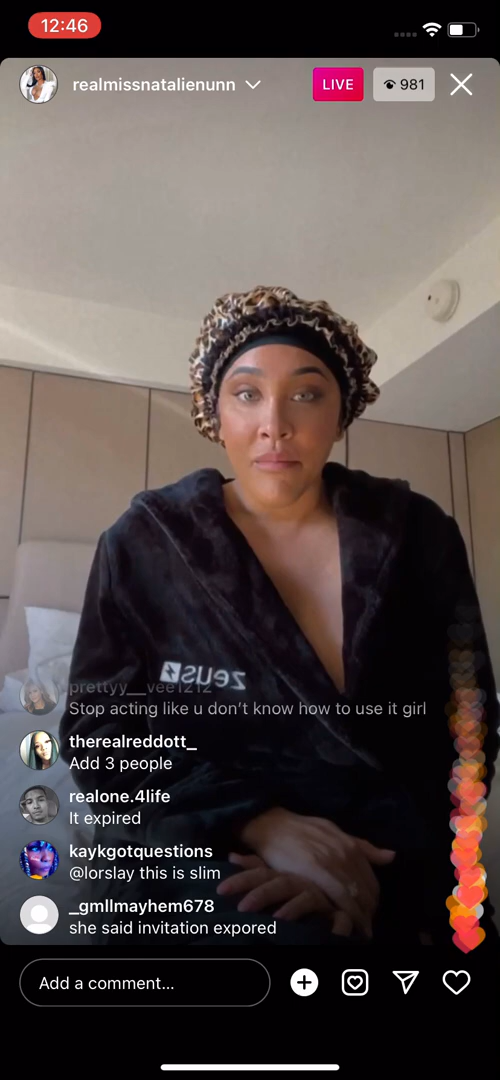 12:46
realmissnatalienunn
LIVE
981
zeus
prettyy__vee1212
Stop acting like u don’t know how to use it girl
therealreddott_
Add 3 people
realone.4life
It expired
kaykgotquestions
@lorslay this is slim
_gmllmayhem678
she said invitation expored
Add a comment...